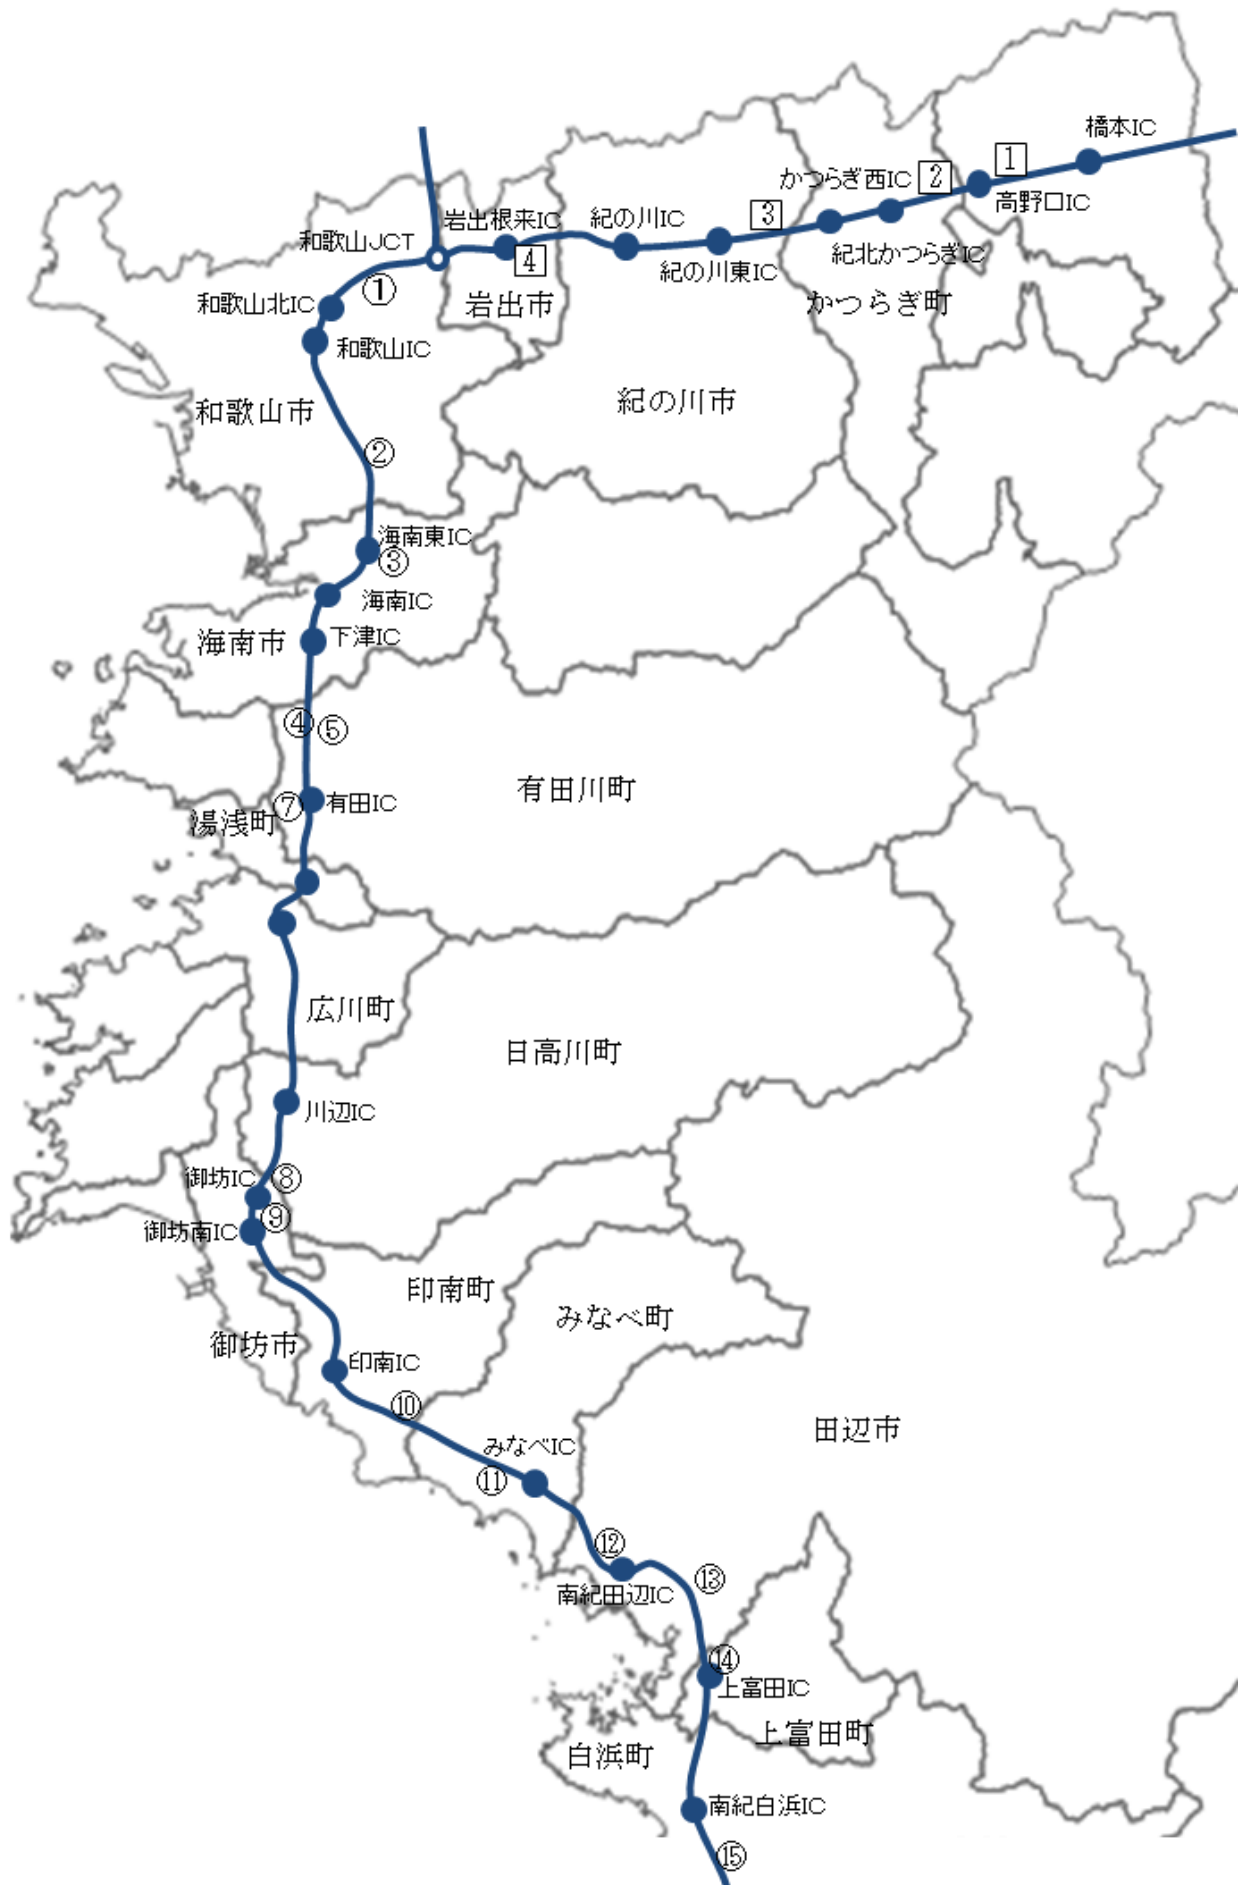 橋本IC
1
かつらぎ西IC
2
高野口IC
岩出根来IC
紀の川IC
3
和歌山JCT
4
紀の川東IC
紀北かつらぎIC
①
岩出市
かつらぎ町
和歌山北IC
和歌山IC
紀の川市
和歌山市
②
海南東IC
③
海南IC
海南市
下津IC
④
⑤
有田川町
⑦
有田IC
湯浅町
広川町
日高川町
川辺IC
御坊IC
⑧
⑨
御坊南IC
印南町
みなべ町
御坊市
印南IC
⑩
田辺市
みなべIC
⑪
⑫
⑬
南紀田辺IC
⑭
上富田IC
上富田町
白浜町
南紀白浜IC
⑮